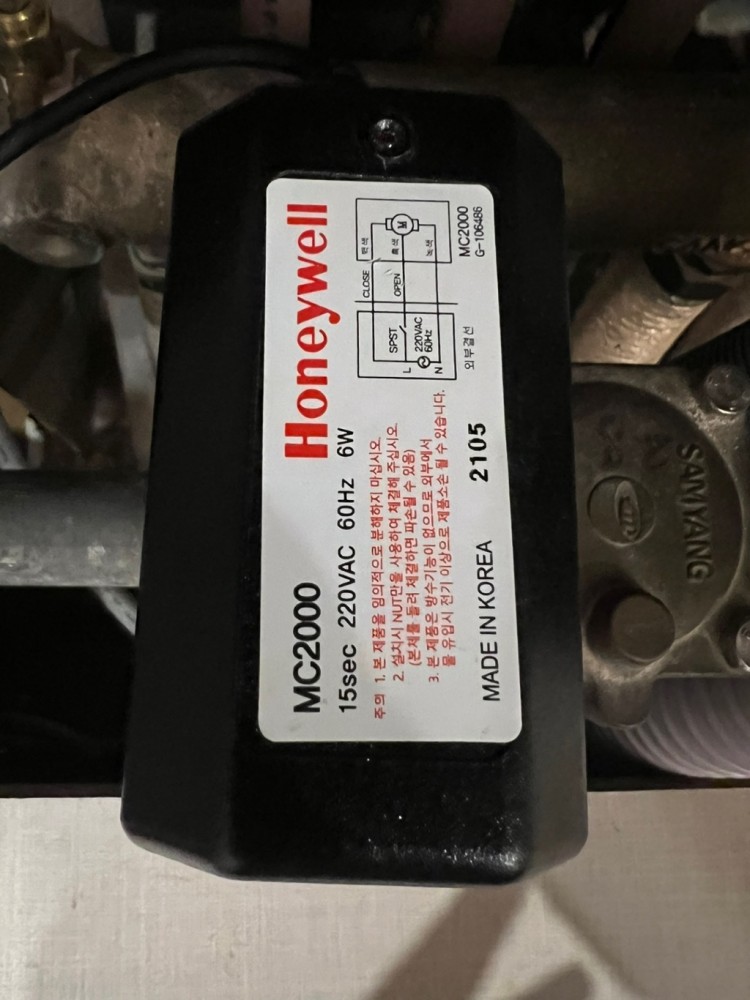 Honeywell
MC2000
15sec 220VAC 60Hz 6W
주의 1. 본 제품을 임의적으로 분해하지 마십시오.
2. 설치시 NUT만을 사용하여 체결해 주십시오.
(본체를 돌려 체결하면 파손될 수 있음)
3. 본 제품은 방수기능이 없으므로 외부에서
물 유입시 전기 이상으로 제품소손 될 수 있습니다.
MADE IN KOREA 2105
흑색
녹색
M
CLOSE
OPEN
SPST
220VAC
60Hz
L
N
외부결선
MC2000
G-106486
SAMYANG